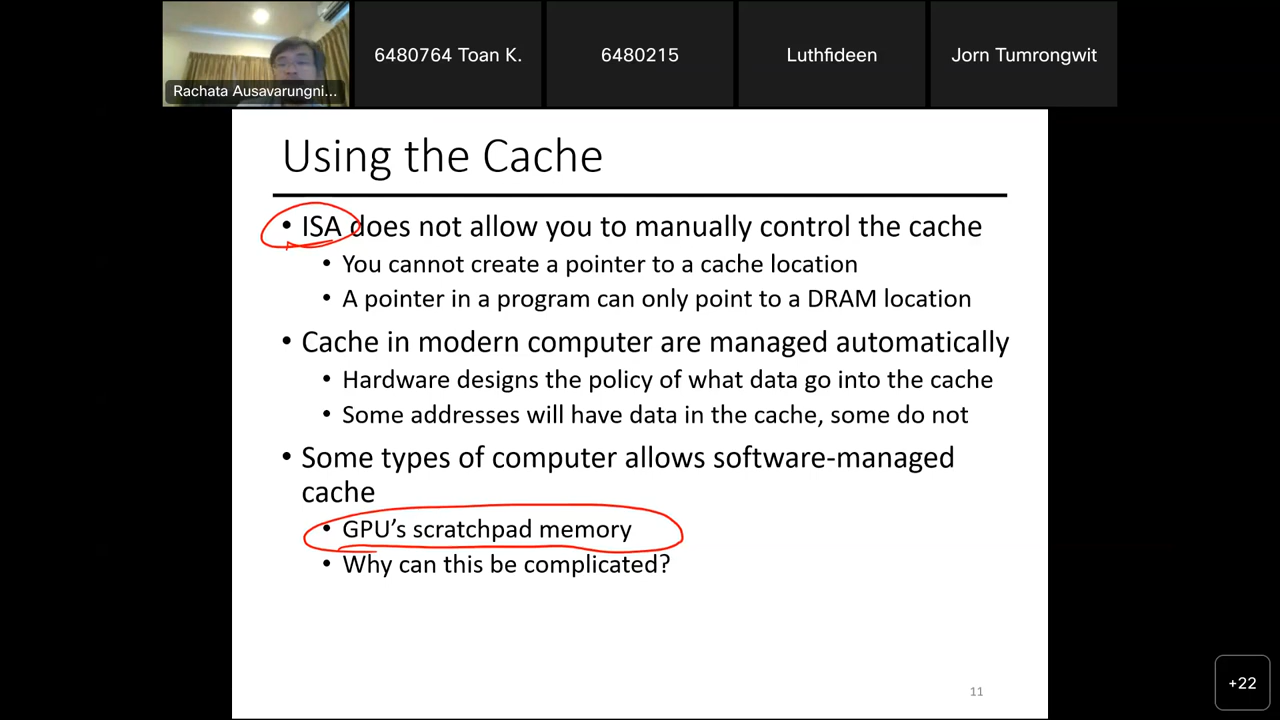 Rachata Ausavarungni...
6480764 Toan K.
6480215
Luthfideen
Jorn Tumrongwit
Using the Cache
• ISA does not allow you to manually control the cache
• You cannot create a pointer to a cache location
• A pointer in a program can only point to a DRAM location
• Cache in modern computer are managed automatically
• Hardware designs the policy of what data go into the cache
• Some addresses will have data in the cache, some do not
• Some types of computer allows software-managed
cache
• GPU’s scratchpad memory
• Why can this be complicated?
11
+22